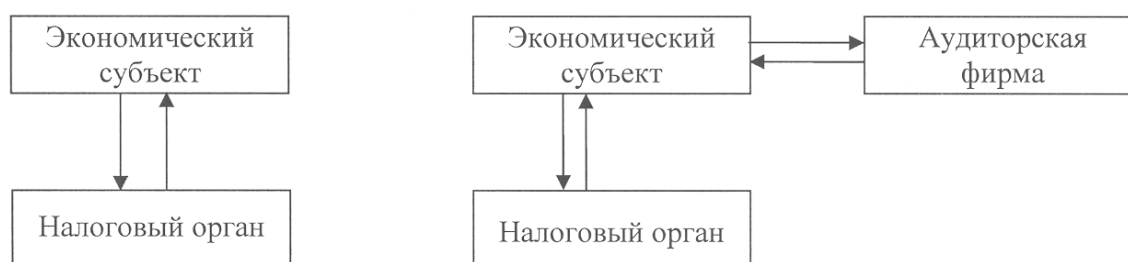 Экономический
субъект
Экономический
субъект
Аудиторская
фирма
Налоговый орган
Налоговый орган